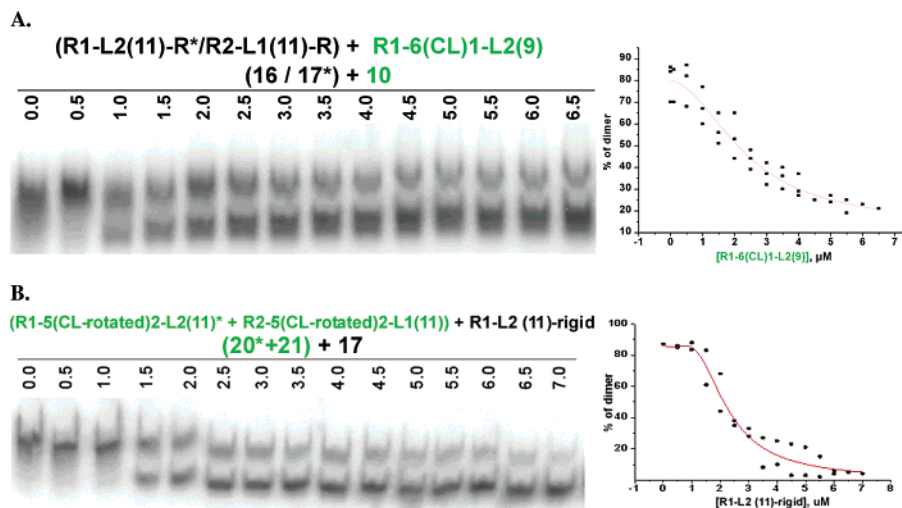 A.
(R1-L2(11)-R*/R2-L1(11)-R) + R1-6(CL)1-L2(9)
(16 / 17*) + 10
0.0 0.5 1.0 1.5 2.0 2.5 3.0 3.5 4.0 4.5 5.5 5.5 6.0 6.5
% of dimer
90
80
70
60
50
40
30
20
10
-1 0 1 2 3 4 5 6 7
[R1-6(CL)1-L2(9)], µM
B.
(R1-5(CL-rotated)2-L2(11)* + R2-5(CL-rotated)2-L1(11)) + R1-L2 (11)-rigid
(20*+21) + 17
0.0 0.5 1.0 1.5 2.0 2.5 3.0 3.5 4.0 4.5 5.5 5.5 6.0 6.5 7.0
% of dimer
100
80
60
40
20
-1 0 1 2 3 4 5 6 7 8
[R1-L2 (11)-rigid], uM